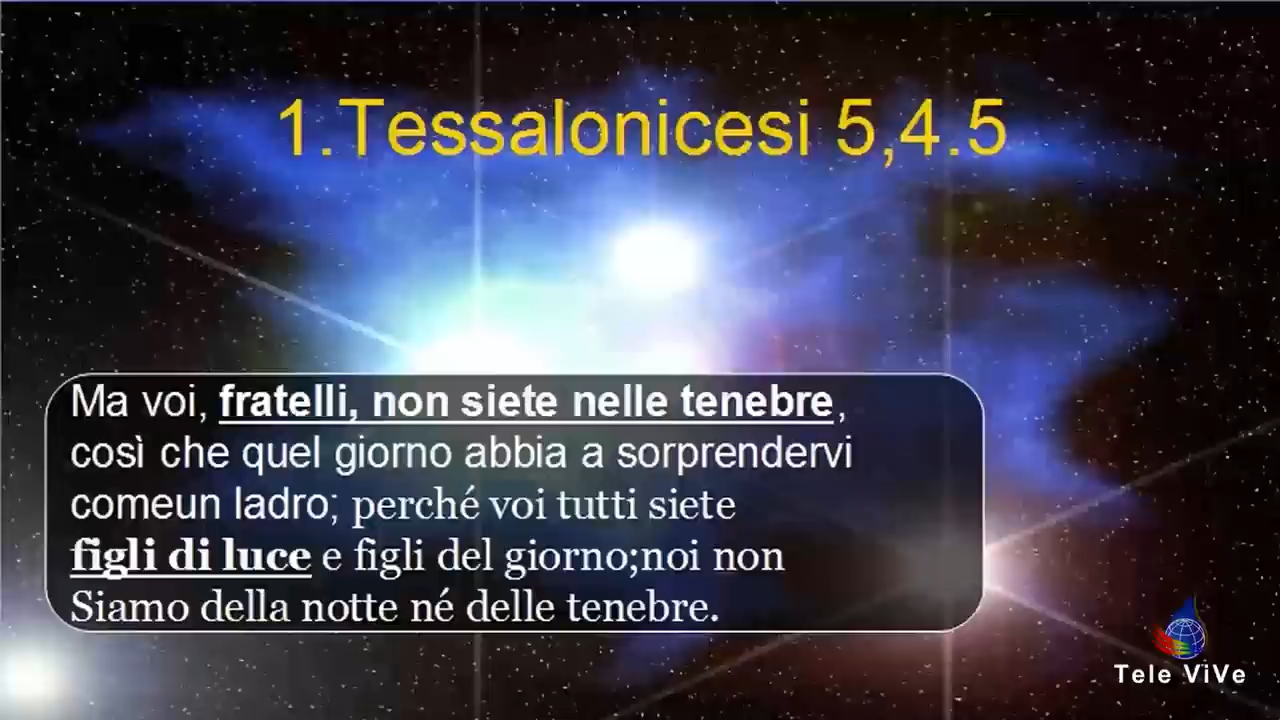 1.Tessalonicesi 5,4.5
Ma voi, fratelli, non siete nelle tenebre,
così che quel giorno abbia a sorprendervi
comeun ladro; perché voi tutti siete
figli di luce e figli del giorno;noi non
Siamo della notte né delle tenebre.
Tele ViVe